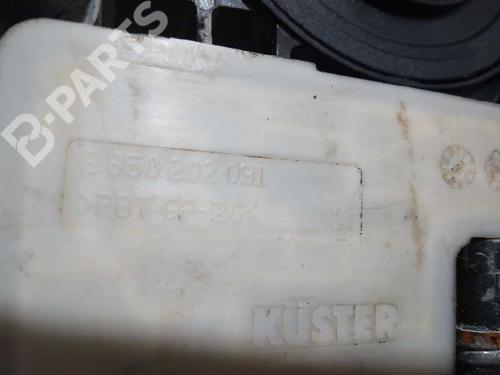 B-PARTS
E 850 202 031
>PBT GF-20<
KÜSTER